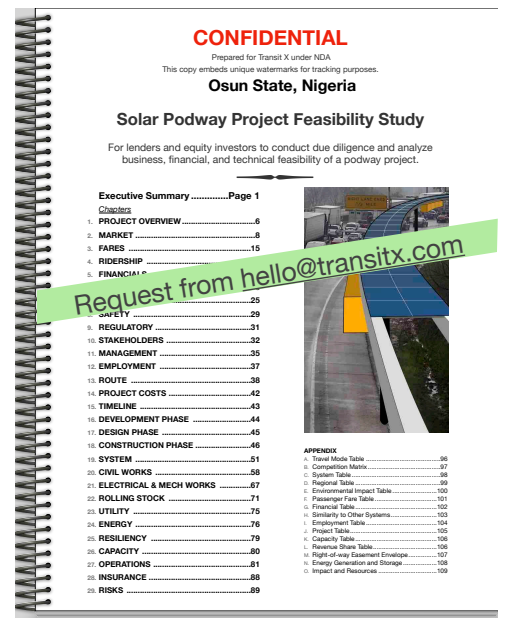 CONFIDENTIAL
Prepared for Transit X under NDA
This copy embeds unique watermarks for tracking purposes.
Osun State, Nigeria
Solar Podway Project Feasibility Study
For lenders and equity investors to conduct due diligence and analyze
business, financial, and technical feasibility of a podway project.
Executive Summary ..............Page 1
Chapters
1. PROJECT OVERVIEW....................................6
2. MARKET ....................................8
3. FARES ....................................15
4. RIDERSHIP
5. FINANCIALS
Request from hello@transitx.com
25
8. SAFETY ....................................29
9. REGULATORY ....................................31
10. STAKEHOLDERS ....................................32
11. MANAGEMENT ....................................35
12. EMPLOYMENT ....................................37
13. ROUTE ....................................38
14. PROJECT COSTS ....................................42
15. TIMELINE ....................................43
16. DEVELOPMENT PHASE ....................................44
17. DESIGN PHASE ....................................45
18. CONSTRUCTION PHASE ....................................46
19. SYSTEM ....................................51
20. CIVIL WORKS ....................................58
21. ELECTRICAL & MECH WORKS ....................................67
22. ROLLING STOCK ....................................71
23. UTILITY ....................................75
24. ENERGY ....................................76
25. RESILIENCY ....................................79
26. CAPACITY ....................................80
27. OPERATIONS ....................................81
28. INSURANCE ....................................88
29. RISKS ....................................89
APPENDIX
A. Travel Mode Table ....................................96
B. Competition Matrix....................................97
C. System Table ....................................98
D. Regional Table ....................................99
E. Environmental Impact Table ....................................100
F. Passenger Fare Table ....................................101
G. Financial Table ....................................102
H. Similarity to Other Systems....................................103
I. Employment Table ....................................104
J. Project Table ....................................105
K. Capacity Table ....................................106
L. Revenue Share Table....................................106
M. Right-of-way Easement Envelope....................................107
N. Energy Generation and Storage....................................108
O. Impact and Resources ....................................109